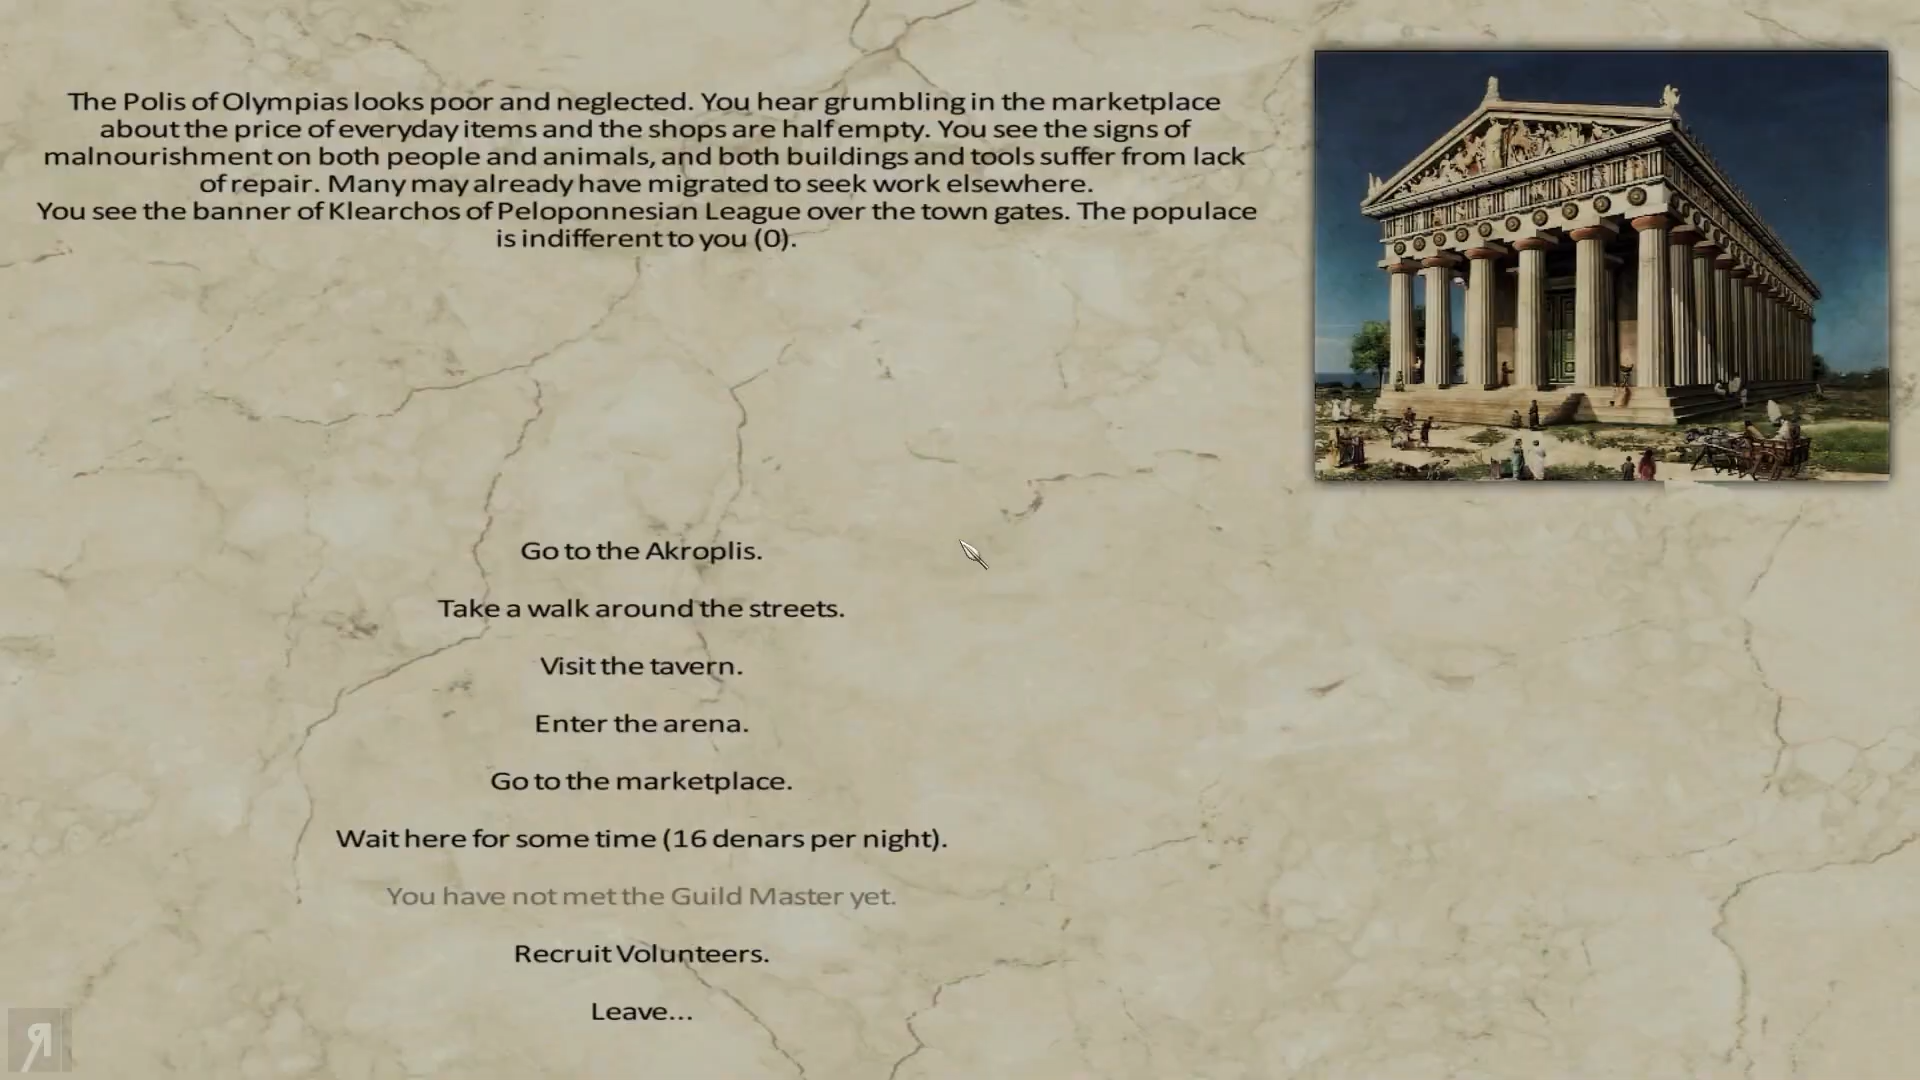 The Polis of Olympias looks poor and neglected. You hear grumbling in the marketplace
about the price of everyday items and the shops are half empty. You see the signs of
malnourishment on both people and animals, and both buildings and tools suffer from lack
of repair. Many may already have migrated to seek work elsewhere.
You see the banner of Klearchos of Peloponnesian League over the town gates. The populace
is indifferent to you (0).
Go to the Akroplis.
Take a walk around the streets.
Visit the tavern.
Enter the arena.
Go to the marketplace.
Wait here for some time (16 denars per night).
You have not met the Guild Master yet.
Recruit Volunteers.
Leave...